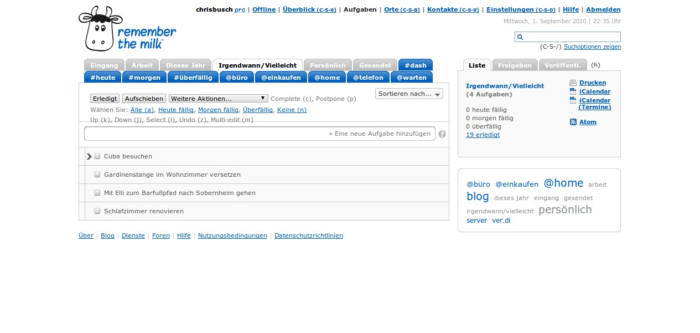 chrisbusch pro | Offline | Überblick (C-S-8) | Aufgaben | Orte (C-S-8) | Kontakte (C-S-9) | Einstellungen (C-S-0) | Hilfe | Abmelden
Mittwoch, 1. September 2010 | 22:35 Uhr
remember
the milk
(C-S-/) Suchoptionen zeigen
Eingang Arbeit Dieses Jahr Irgendwann/Vielleicht Persönlich Gesendet #dash
#heute #morgen #überfällig @büro @einkaufen @home @telefon @warten
Liste Freigeben Veröffentl. (h)
Erledigt Aufschieben Weitere Aktionen... Complete (c), Postpone (p)
Sortieren nach...
Wählen Sie: Alle (a), Heute fällig, Morgen fällig, Überfällig, Keine (n)
Up (k), Down (j), Select (i), Undo (z), Multi-edit (m)
+ Eine neue Aufgabe hinzufügen
Cuba besuchen
Gardinenstange im Wohnzimmer versetzen
Mit Elli zum Barfußpfad nach Sobernheim gehen
Schlafzimmer renovieren
Irgendwann/Vielleicht
(4 Aufgaben)
0 heute fällig
0 morgen fällig
0 überfällig
19 erledigt
Drucken
iCalendar
iCalendar
(Termine)
Atom
@büro @einkaufen @home arbeit
blog dieses jahr eingang gesendet
irgendwann/vielleicht persönlich
server ver.di
Über | Blog | Dienste | Foren | Hilfe | Nutzungsbedingungen | Datenschutzrichtlinien